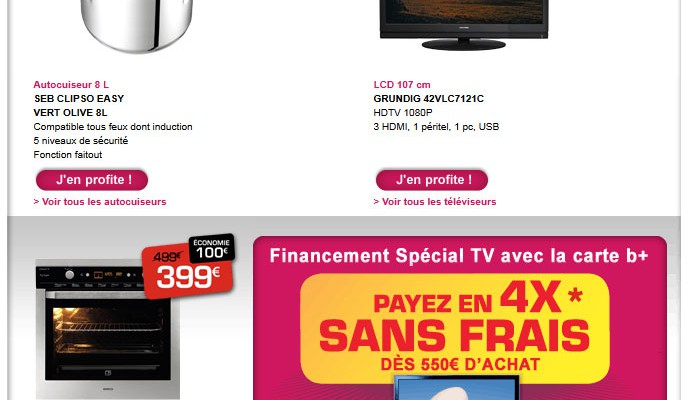 Autocuiseur 8 L
SEB CLIPSO EASY
VERT OLIVE 8L
Compatible tous feux dont induction
5 niveaux de sécurité
Fonction faitout
J'en profite !
> Voir tous les autocuiseurs
LCD 107 cm
GRUNDIG 42VLC7121C
HDTV 1080P
3 HDMI, 1 péritel, 1 pc, USB
J'en profite !
> Voir tous les téléviseurs
499€
ÉCONOMIE
100€
399€
Financement Spécial TV avec la carte b+
PAYEZ EN 4X*
SANS FRAIS
DÈS 550€ D'ACHAT